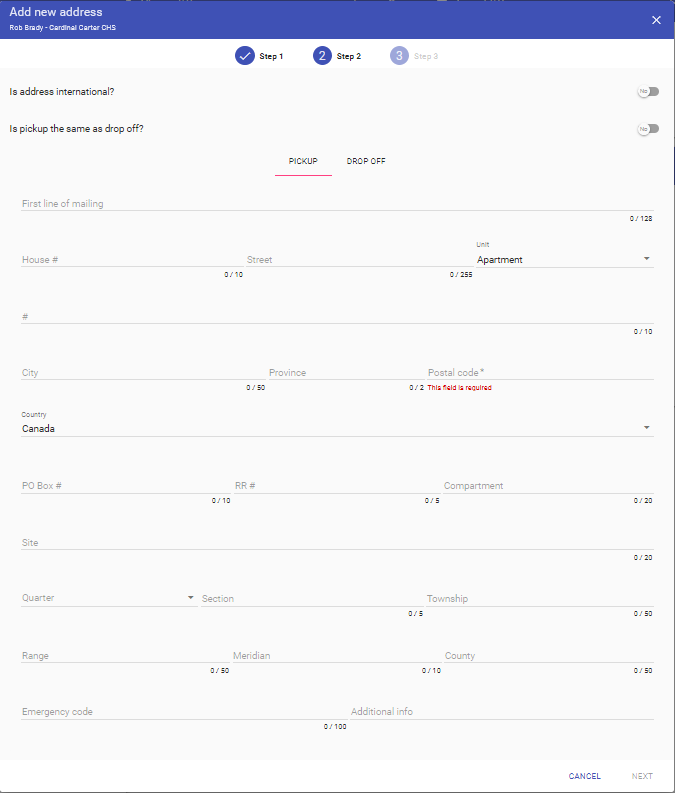 Add new address
Rob Brady - Cardinal Carter CHS
Step 1
2 Step 2
3 Step 3
Is address international?
No
Is pickup the same as drop off?
No
PICKUP DROP OFF
First line of mailing
0 / 128
Unit
House # Street Apartment
0 / 10 0 / 255
#
0 / 10
City Province Postal code *
0 / 50 0 / 2 This field is required
Country
Canada
PO Box # RR # Compartment
0 / 10 0 / 5 0 / 20
Site
0 / 20
Quarter Section Township
0 / 5 0 / 50
Range Meridian County
0 / 50 0 / 10 0 / 50
Emergency code Additional info
0 / 100
CANCEL NEXT